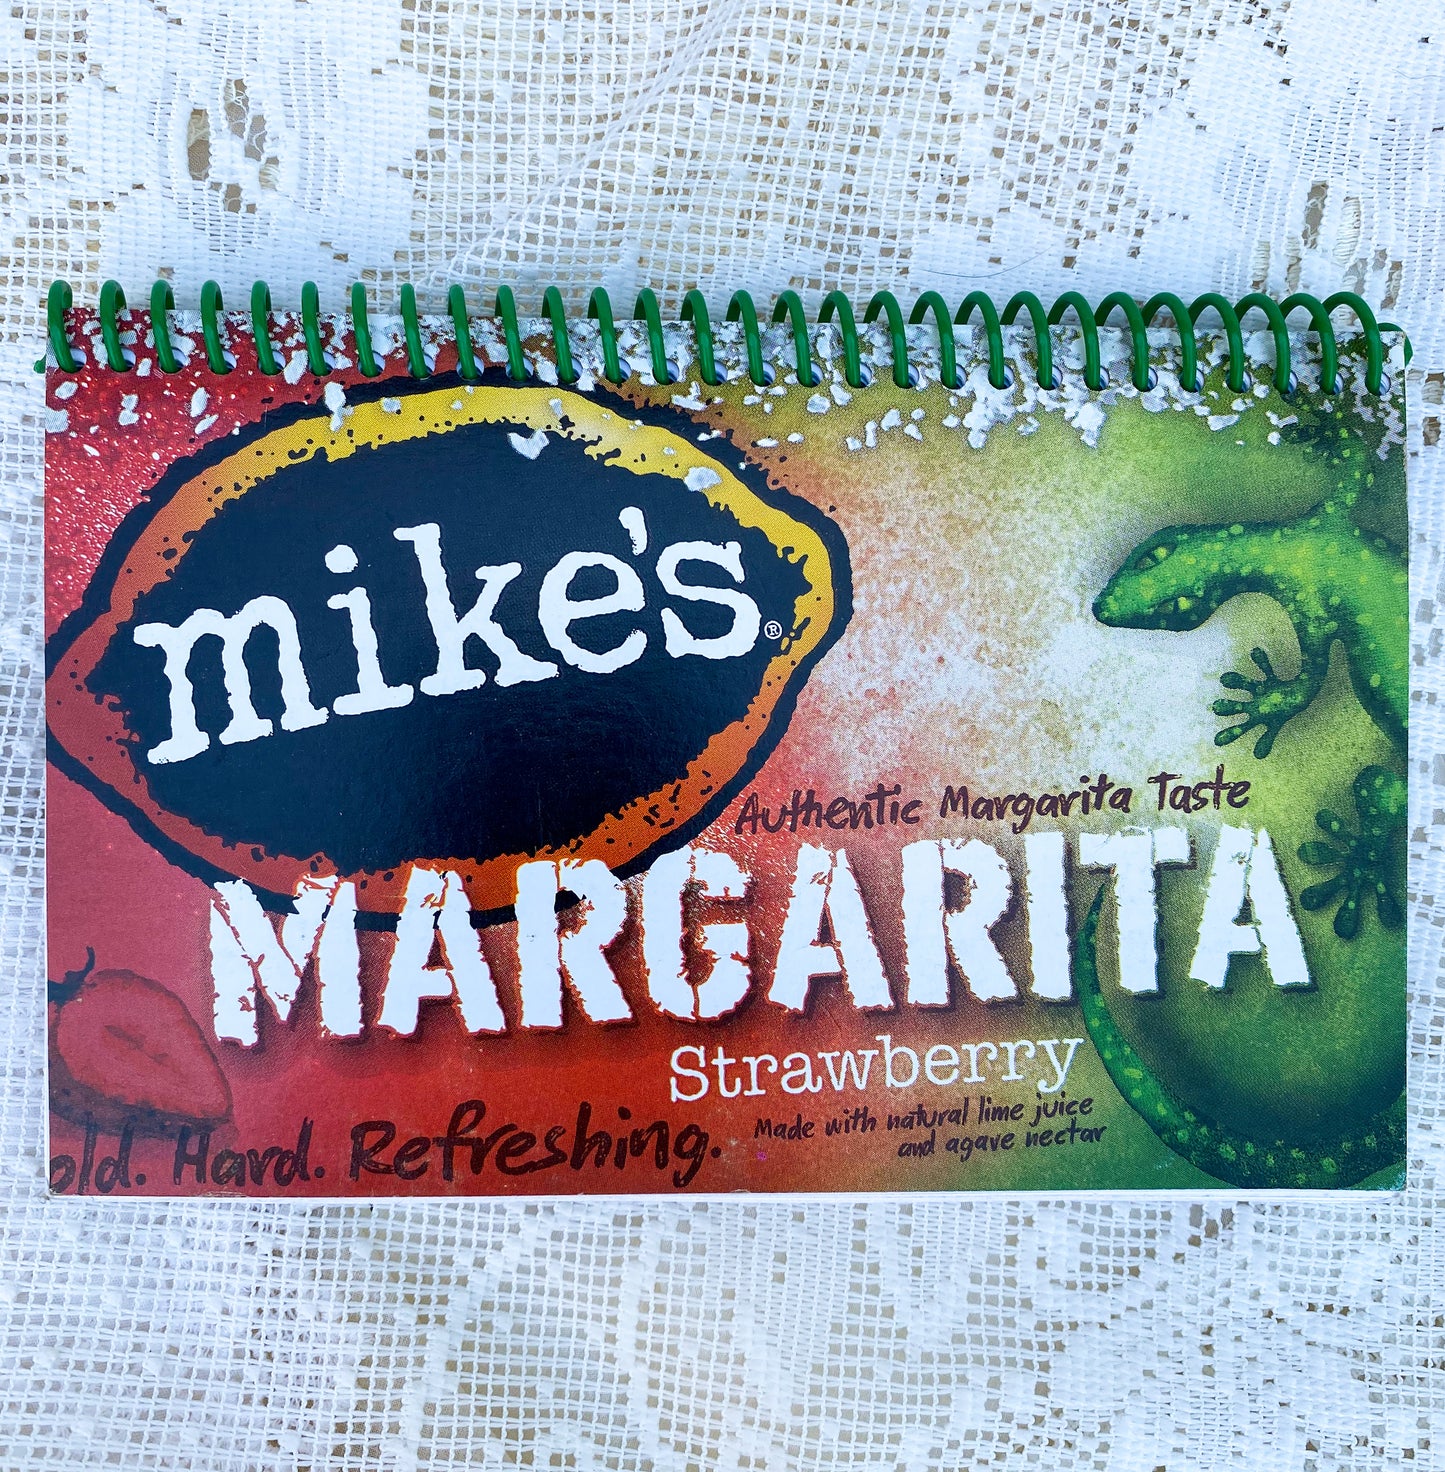 mike's®
Authentic Margarita Taste
MARGARITA
Strawberry
Made with natural lime juice
and agave nectar
old. Hard. Refreshing.